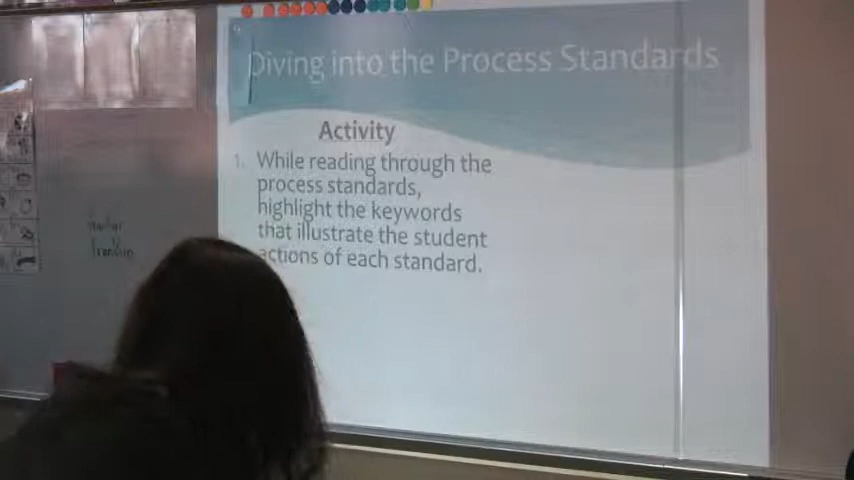 Diving into the Process Standards
Activity
1. While reading through the
process standards,
highlight the keywords
that illustrate the student
actions of each standard.